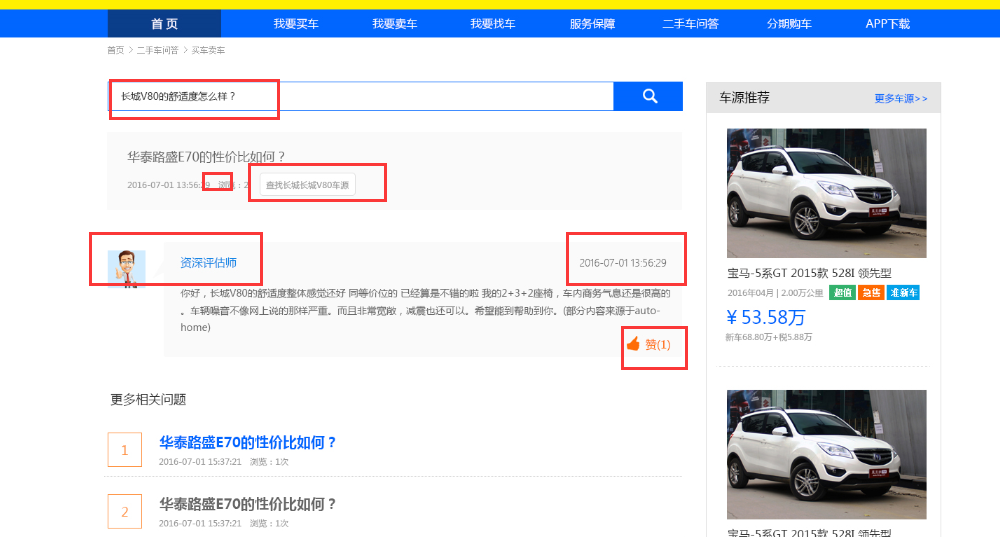 首 页 我要买车 我要卖车 我要找车 服务保障 二手车问答 分期购车 APP下载
首页 > 二手车问答 > 买车卖车
长城V80的舒适度怎么样？
华泰路盛E70的性价比如何？
2016-07-01 13:56:29 浏览：2
查找长城长城V80车源
资深评估师
2016-07-01 13:56:29
你好，长城V80的舒适度整体感觉还好 同等价位的 已经算是不错的啦 我的2+3+2座椅，车内商务气息还是很高的
。车辆噪音不像网上说的那样严重。而且非常宽敞，减震也还可以。希望能到帮助到你。(部分内容来源于auto-
home)
赞(1)
更多相关问题
1
华泰路盛E70的性价比如何？
2016-07-01 15:37:21 浏览：1次
2
华泰路盛E70的性价比如何？
2016-07-01 15:37:21 浏览：1次
车源推荐
更多车源>>
宝马-5系GT 2015款 528I 领先型
2016年04月 | 2.00万公里 超值 急售 准新车
¥ 53.58万
新车68.80万+税5.88万
宝马-5系GT 2015款 528I 领先型